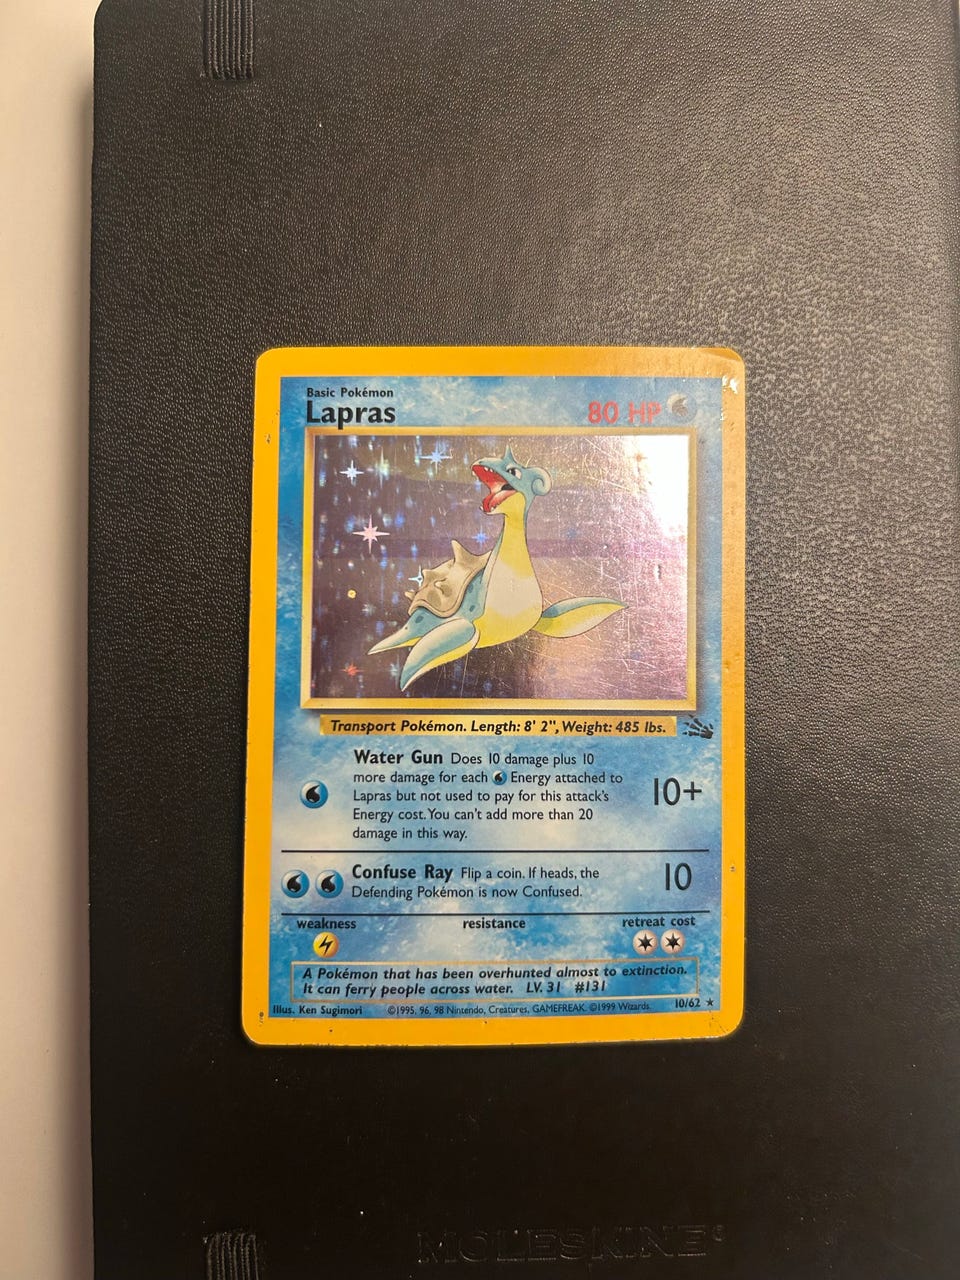 Basic Pokémon
Lapras
80 HP
Transport Pokémon. Length: 8' 2", Weight: 485 lbs.
Water Gun Does 10 damage plus 10
more damage for each Energy attached to
Lapras but not used to pay for this attack's
Energy cost. You can't add more than 20
damage in this way.
10+
Confuse Ray Flip a coin. If heads, the
Defending Pokémon is now Confused.
10
weakness
resistance
retreat cost
A Pokémon that has been overhunted almost to extinction.
It can ferry people across water. LV. 31 #131
Illus. Ken Sugimori
©1995, 96, 98 Nintendo, Creatures, GAMEFREAK. ©1999 Wizards.
10/62 ★
MOLESKINE®